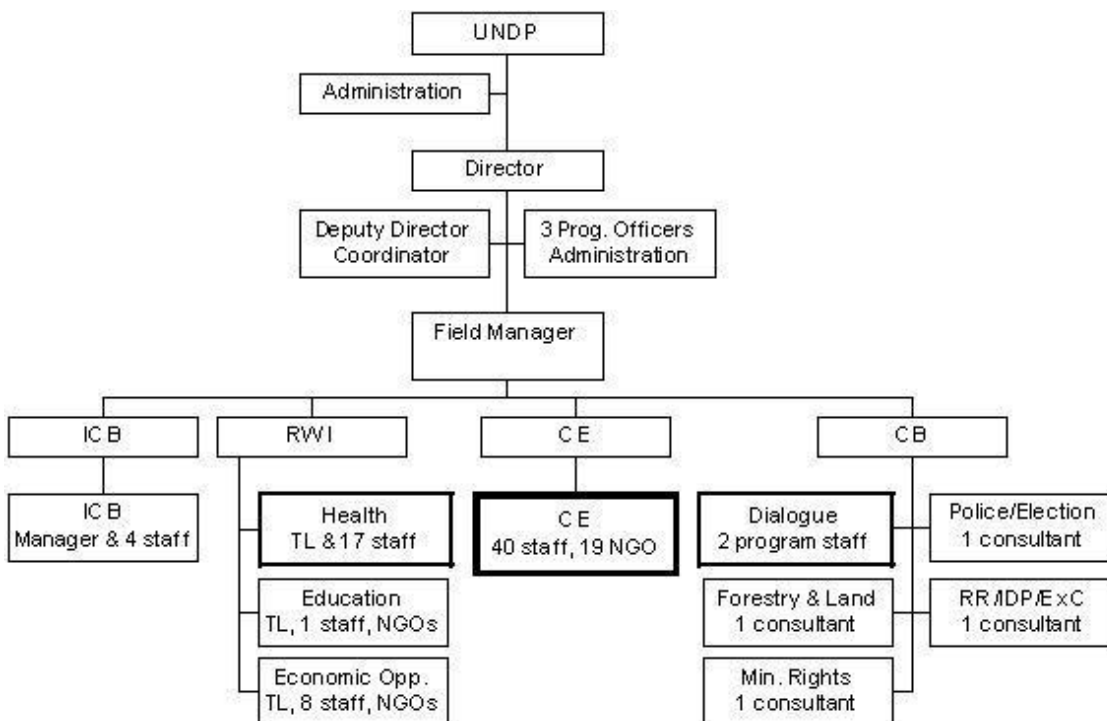 UNDP
Administration
Director
Deputy Director
Coordinator
3 Prog. Officers
Administration
Field Manager
ICB
RWI
CE
CB
ICB
Manager & 4 staff
Health
TL & 17 staff
Education
TL, 1 staff, NGOs
Economic Opp.
TL, 8 staff, NGOs
CE
40 staff, 19 NGO
Dialogue
2 program staff
Police/Election
1 consultant
Forestry & Land
1 consultant
RR/IDP/ExC
1 consultant
Min. Rights
1 consultant